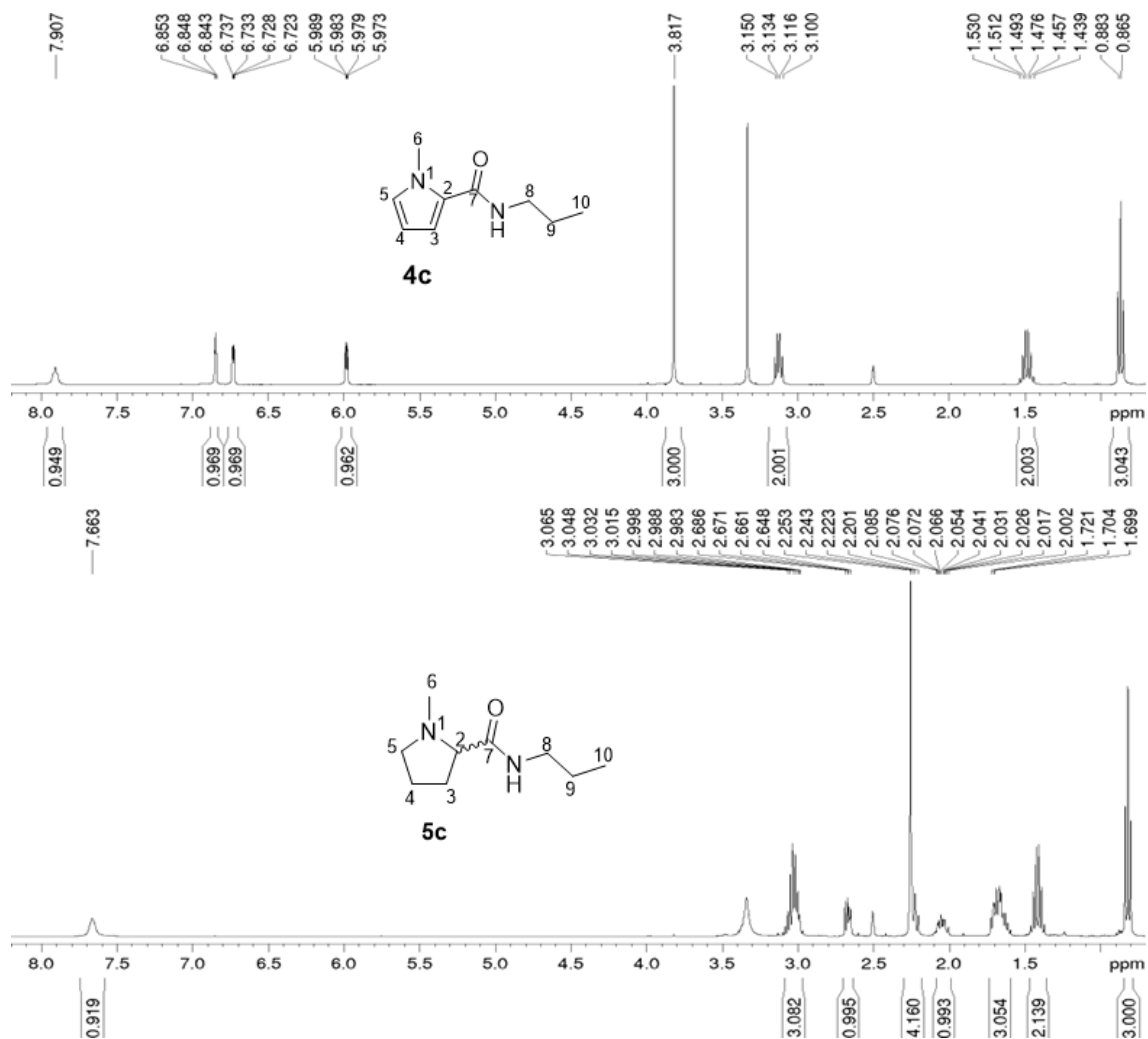 7.907 6.853 6.848 6.843 6.737 6.733 6.728 6.723 5.989 5.983 5.979 5.973 3.817 3.150 3.134 3.116 3.100 1.530 1.512 1.493 1.476 1.457 1.439 0.883 0.865
6
O
N 1
5 2 8 10
7
N
4 3 H 9
4c
8.0 7.5 7.0 6.5 6.0 5.5 5.0 4.5 4.0 3.5 3.0 2.5 2.0 1.5 ppm
0.949 0.969 0.969 0.962 3.000 2.001 2.003 3.043
7.663 3.065 3.048 3.032 3.015 2.998 2.988 2.983 2.686 2.671 2.661 2.648 2.253 2.243 2.223 2.201 2.085 2.076 2.072 2.066 2.054 2.041 2.031 2.026 2.017 2.002 1.721 1.704 1.699
6
O
N 1
5 2 8 10
7
N
4 3 H 9
5c
8.0 7.5 7.0 6.5 6.0 5.5 5.0 4.5 4.0 3.5 3.0 2.5 2.0 1.5 ppm
0.919 3.082 0.995 4.160 0.993 3.054 2.139 3.000